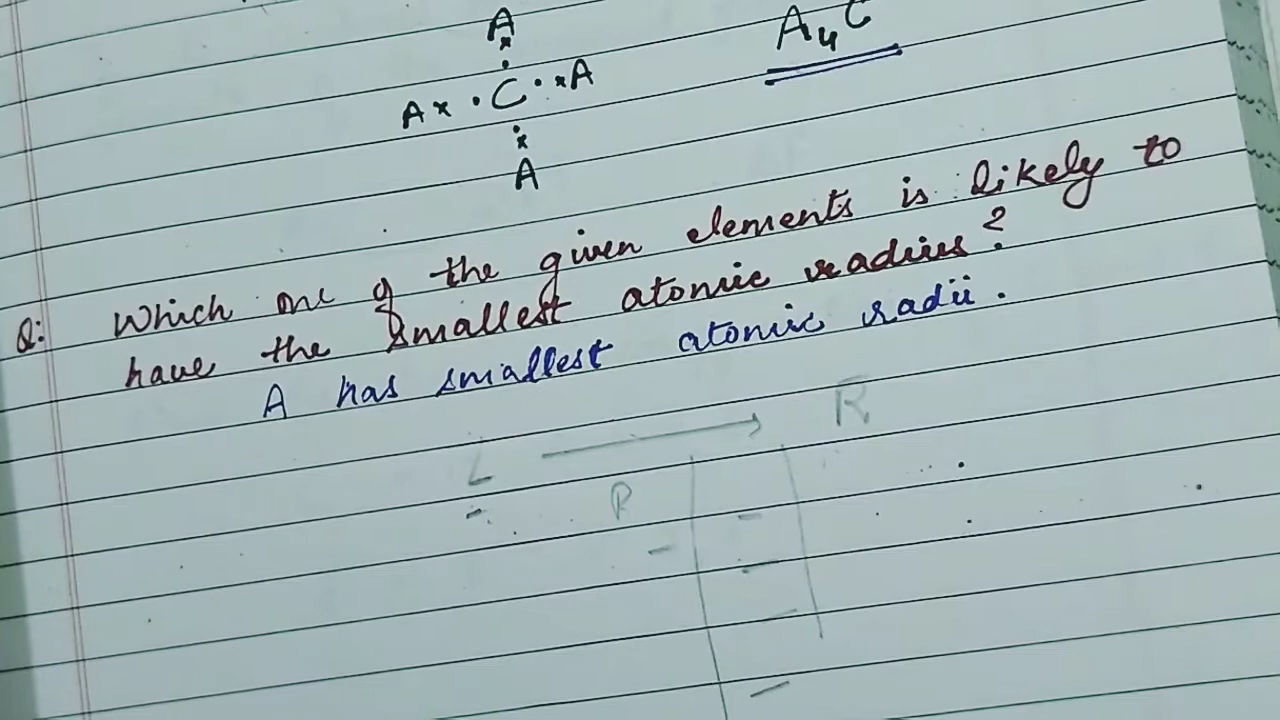 A
A₄C
A x . C . x A
A
Q: Which one of the given elements is likely to
have the smallest atomic radius?
A has smallest atomic radii.
L → R
P